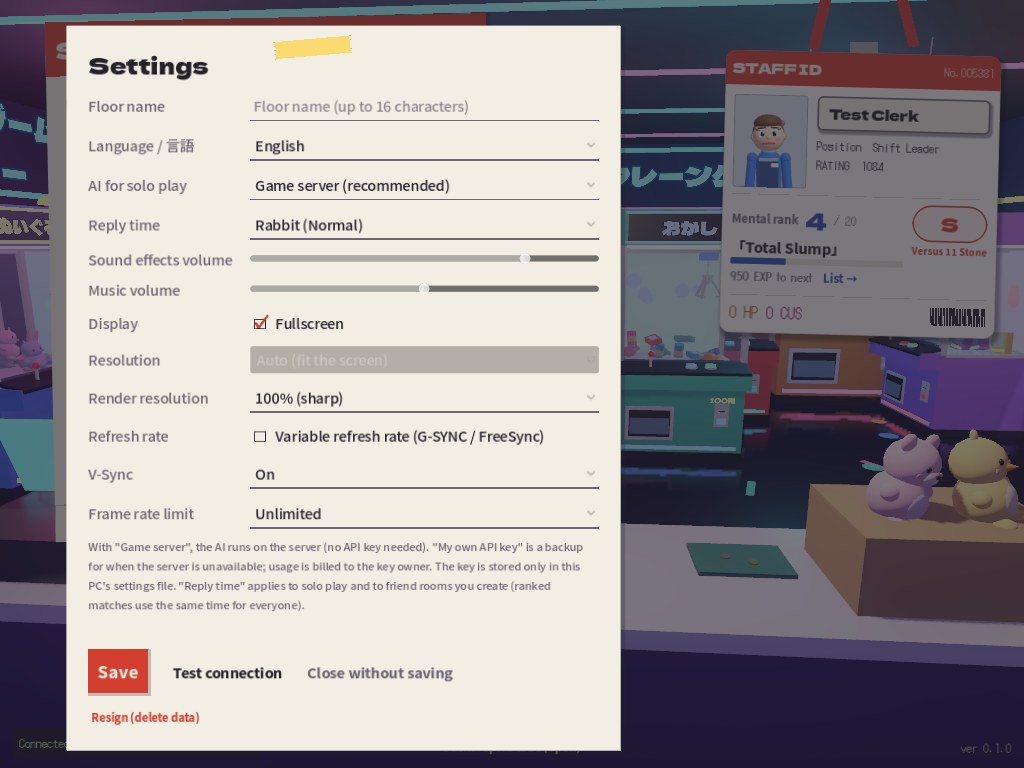 Settings
Floor name
Floor name (up to 16 characters)
Language / 言語
English
AI for solo play
Game server (recommended)
Reply time
Rabbit (Normal)
Sound effects volume
Music volume
Display
Fullscreen
Resolution
Auto (fit the screen)
Render resolution
100% (sharp)
Refresh rate
Variable refresh rate (G-SYNC / FreeSync)
V-Sync
On
Frame rate limit
Unlimited
With "Game server", the AI runs on the server (no API key needed). "My own API key" is a backup
for when the server is unavailable; usage is billed to the key owner. The key is stored only in this
PC's settings file. "Reply time" applies to solo play and to friend rooms you create (ranked
matches use the same time for everyone).
Save
Test connection
Close without saving
Resign (delete data)
Connected
STAFF ID
No. 005381
Test Clerk
Position Shift Leader
RATING 1084
Mental rank 4 / 20
「Total Slump」
950 EXP to next List →
S
Versus 11 Stone
0 HP 0 CUS
おかし
100円
ver 0.1.0